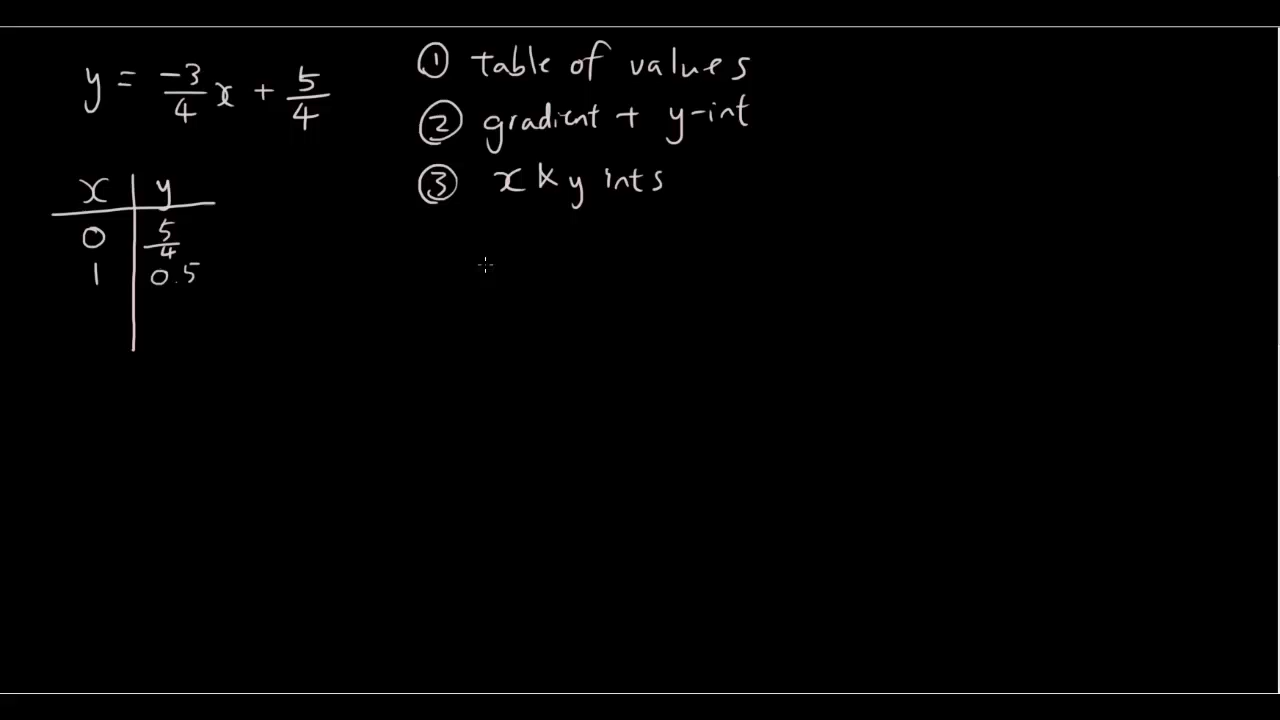 y = -3/4 x + 5/4
① table of values
② gradient + y-int
③ x & y ints
x | y
0 | 5/4
1 | 0.5